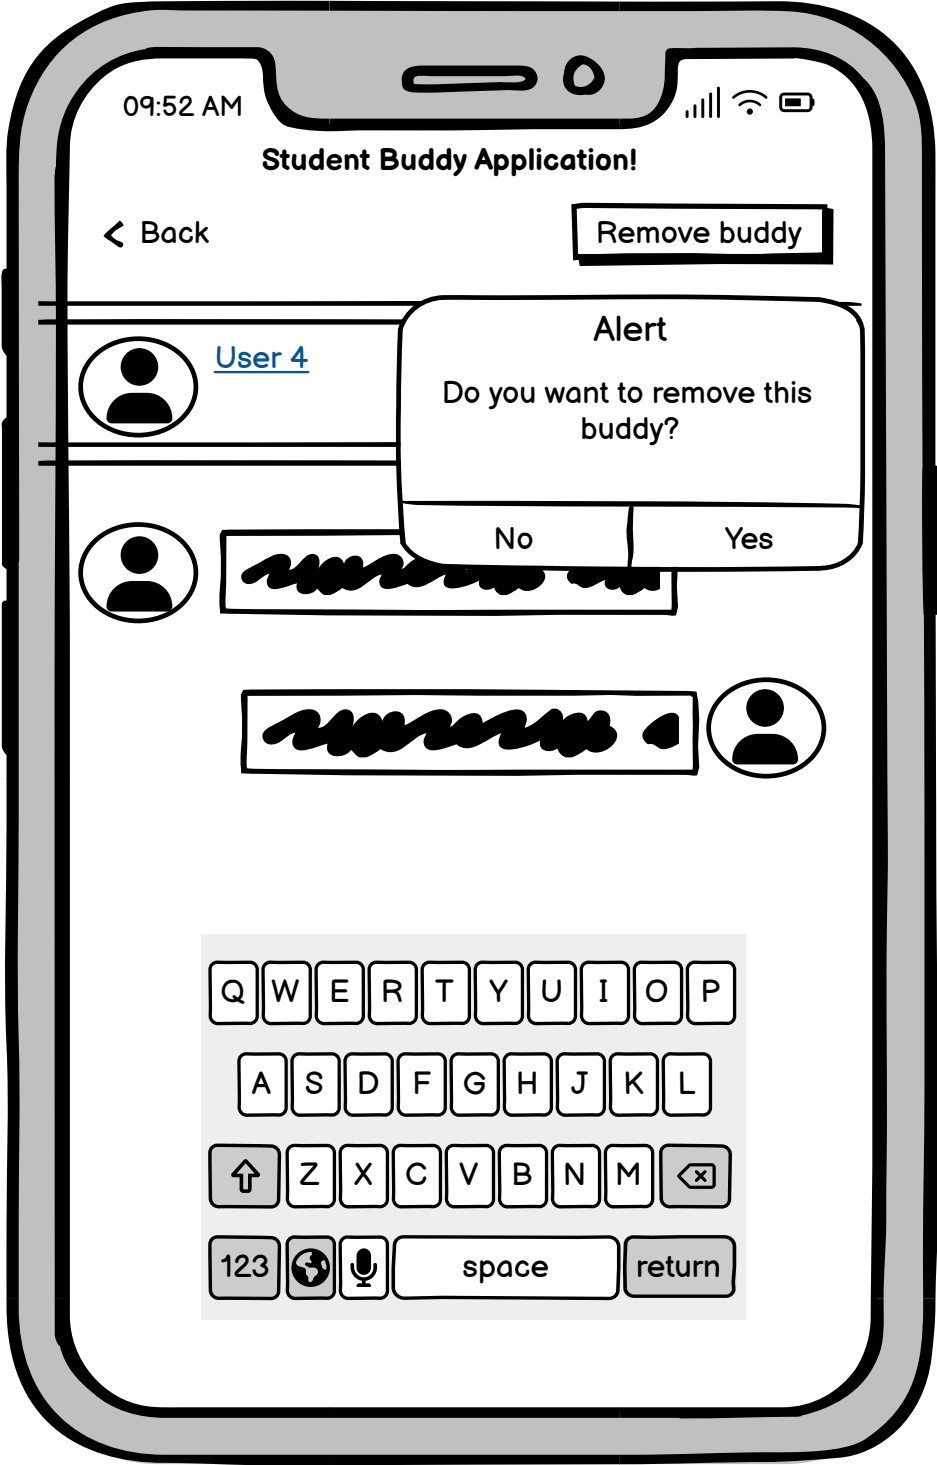 09:52 AM
Student Buddy Application!
Back
Remove buddy
User 4
Alert
Do you want to remove this
buddy?
No Yes
Q W E R T Y U I O P
A S D F G H J K L
Z X C V B N M
123 space return